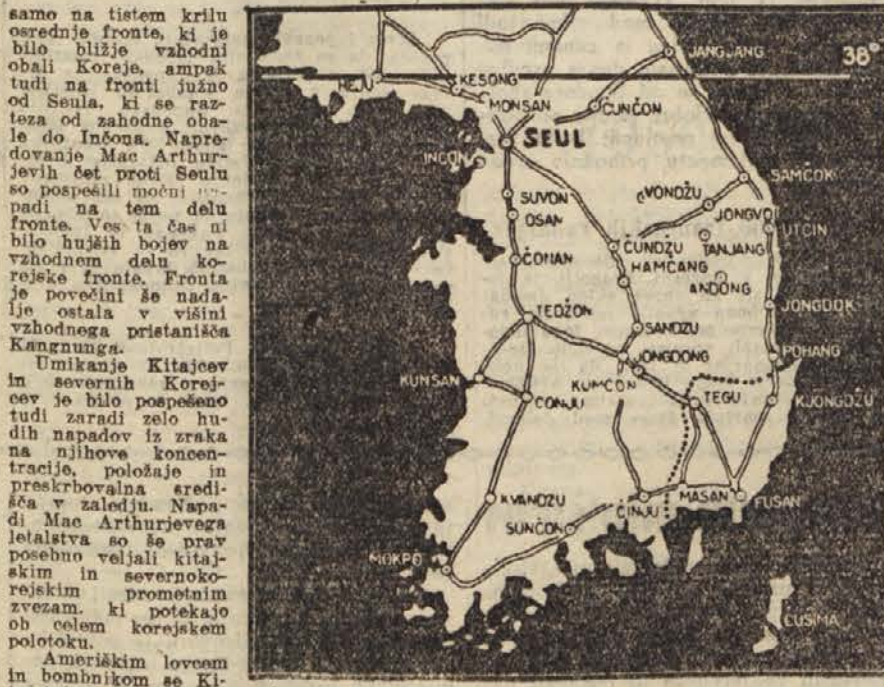 samo na tistem krilu
osrednje fronte, ki je
bilo bližje vzhodni
obali Koreje, ampak
tudi na fronti južno
od Seula, ki se raz-
teza od zahodne oba-
le do Inčona. Napre-
dovanje Mac Arthur-
jevih čet proti Seulu
so pospešili močni
padi na tem delu
fronte. Ves ta čas ni
bilo hujših bojev na
vzhodnem delu ko-
rejske fronte. Fronta
je povečini še nada-
lje ostala v višini
vzhodnega pristanišča
Kangnunga.
Umikanje Kitajcev
in severnih Korej-
cev je bilo pospešeno
tudi zaradi zelo hu-
dih napadov iz zraka
na njihove koncen-
tracije, položaje in
preskrbovalna središ-
šča v zaledju. Napa-
di Mac Arthurjevega
letalstva so še prav
posebno veljali kitaj-
skim in severnoko-
rejskim prometnim
zvezam, ki potekajo
ob celem korejskem
polotoku.
Ameriškim lovcem
in bombnikom se Ki-
JANGJANG
38°
HEJU
KESONG
MONSAN
ČUNČON
SEUL
INČON
SAMČOK
SUVON
VONDŽU
JONGVOL
OSAN
UTČIN
ČUNDŽU
TANJANG
ČONAN
HAMČANG
ANDONG
TEDŽON
JONGDOK
SANDŽU
JONGDONG
POHANG
KUNSAN
KUMČON
ČONJU
TEGU
KJONGDŽU
KVANDŽU
ČINJU
MASAN
FUSAN
SUNČON
MOKPO
CUŠIMA